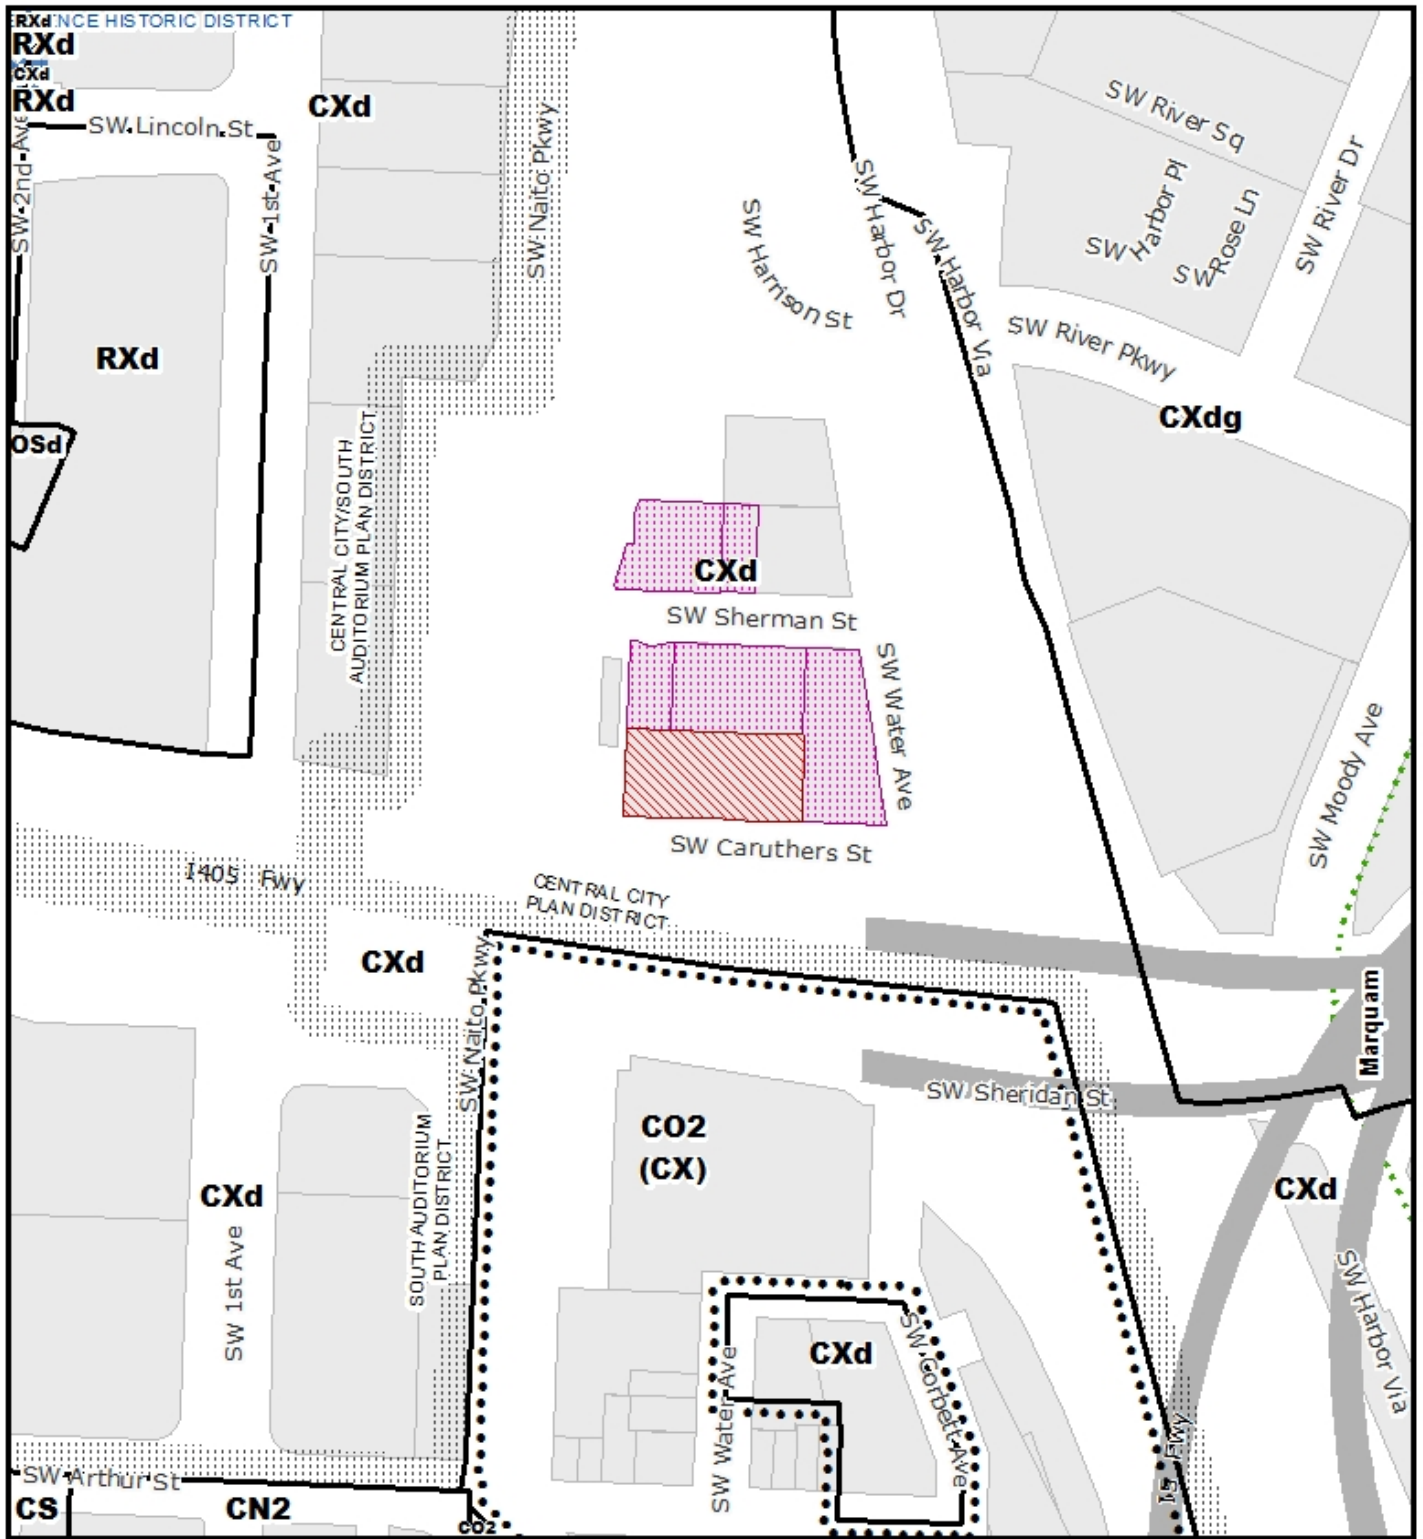 RXd
ENCE HISTORIC DISTRICT
RXd
CXd
RXd
CXd
SW Lincoln St
SW 2nd Ave
SW 1st Ave
SW Naito Pkwy
SW River Sq
SW Harbor Pl
SW Rose Ln
SW River Dr
SW Harbor Dr
SW Harrison St
SW Harbor Via
SW River Pkwy
RXd
CXdg
OSd
CENTRAL CITY/SOUTH
AUDITORIUM PLAN DISTRICT
CXd
SW Sherman St
SW Water Ave
SW Moody Ave
SW Caruthers St
I405 Fwy
CENTRAL CITY
PLAN DISTRICT
CXd
SW Naito Pkwy
Marquam
SW Sheridan St
CO2
(CX)
SOUTH AUDITORIUM
PLAN DISTRICT
CXd
SW 1st Ave
CXd
SW Harbor Via
CXd
SW Corbett Ave
SW Water Ave
I5 Fwy
SW Arthur St
CS
CN2
CO2